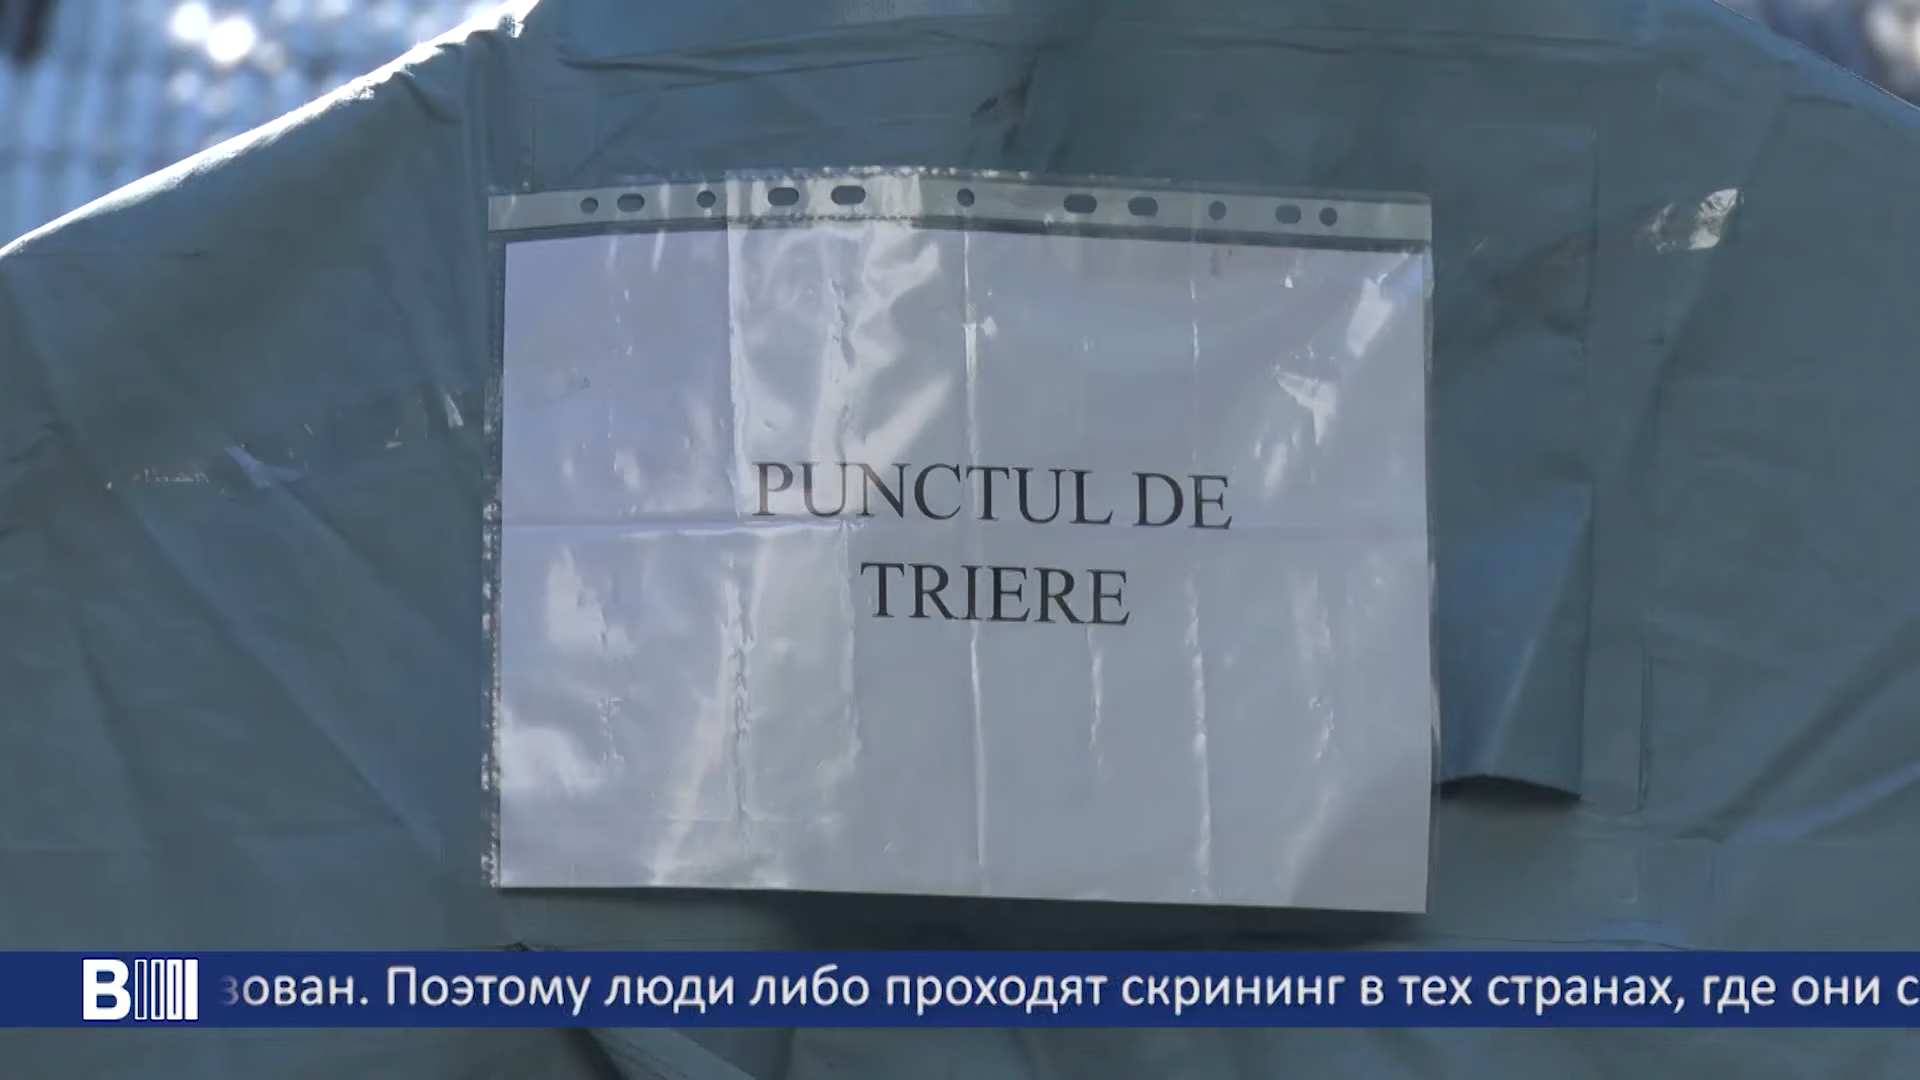 PUNCTUL DE
TRIERE
B зован. Поэтому люди либо проходят скрининг в тех странах, где они с